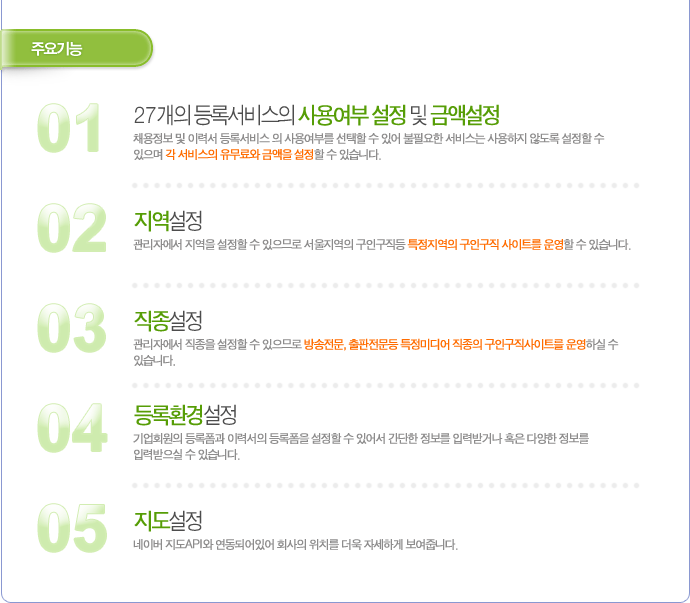 주요기능
01
27개의 등록서비스의 사용여부 설정 및 금액설정
채용정보 및 이력서 등록서비스 의 사용여부를 선택할 수 있어 불필요한 서비스는 사용하지 않도록 설정할 수
있으며 각 서비스의 유무료와 금액을 설정할 수 있습니다.
02
지역설정
관리자에서 지역을 설정할 수 있으므로 서울지역의 구인구직등 특정지역의 구인구직 사이트를 운영할 수 있습니다.
03
직종설정
관리자에서 직종을 설정할 수 있으므로 방송전문, 출판전문등 특정미디어 직종의 구인구직사이트를 운영하실 수
있습니다.
04
등록환경설정
기업회원의 등록폼과 이력서의 등록폼을 설정할 수 있어서 간단한 정보를 입력받거나 혹은 다양한 정보를
입력받으실 수 있습니다.
05
지도설정
네이버 지도API와 연동되어있어 회사의 위치를 더욱 자세하게 보여줍니다.